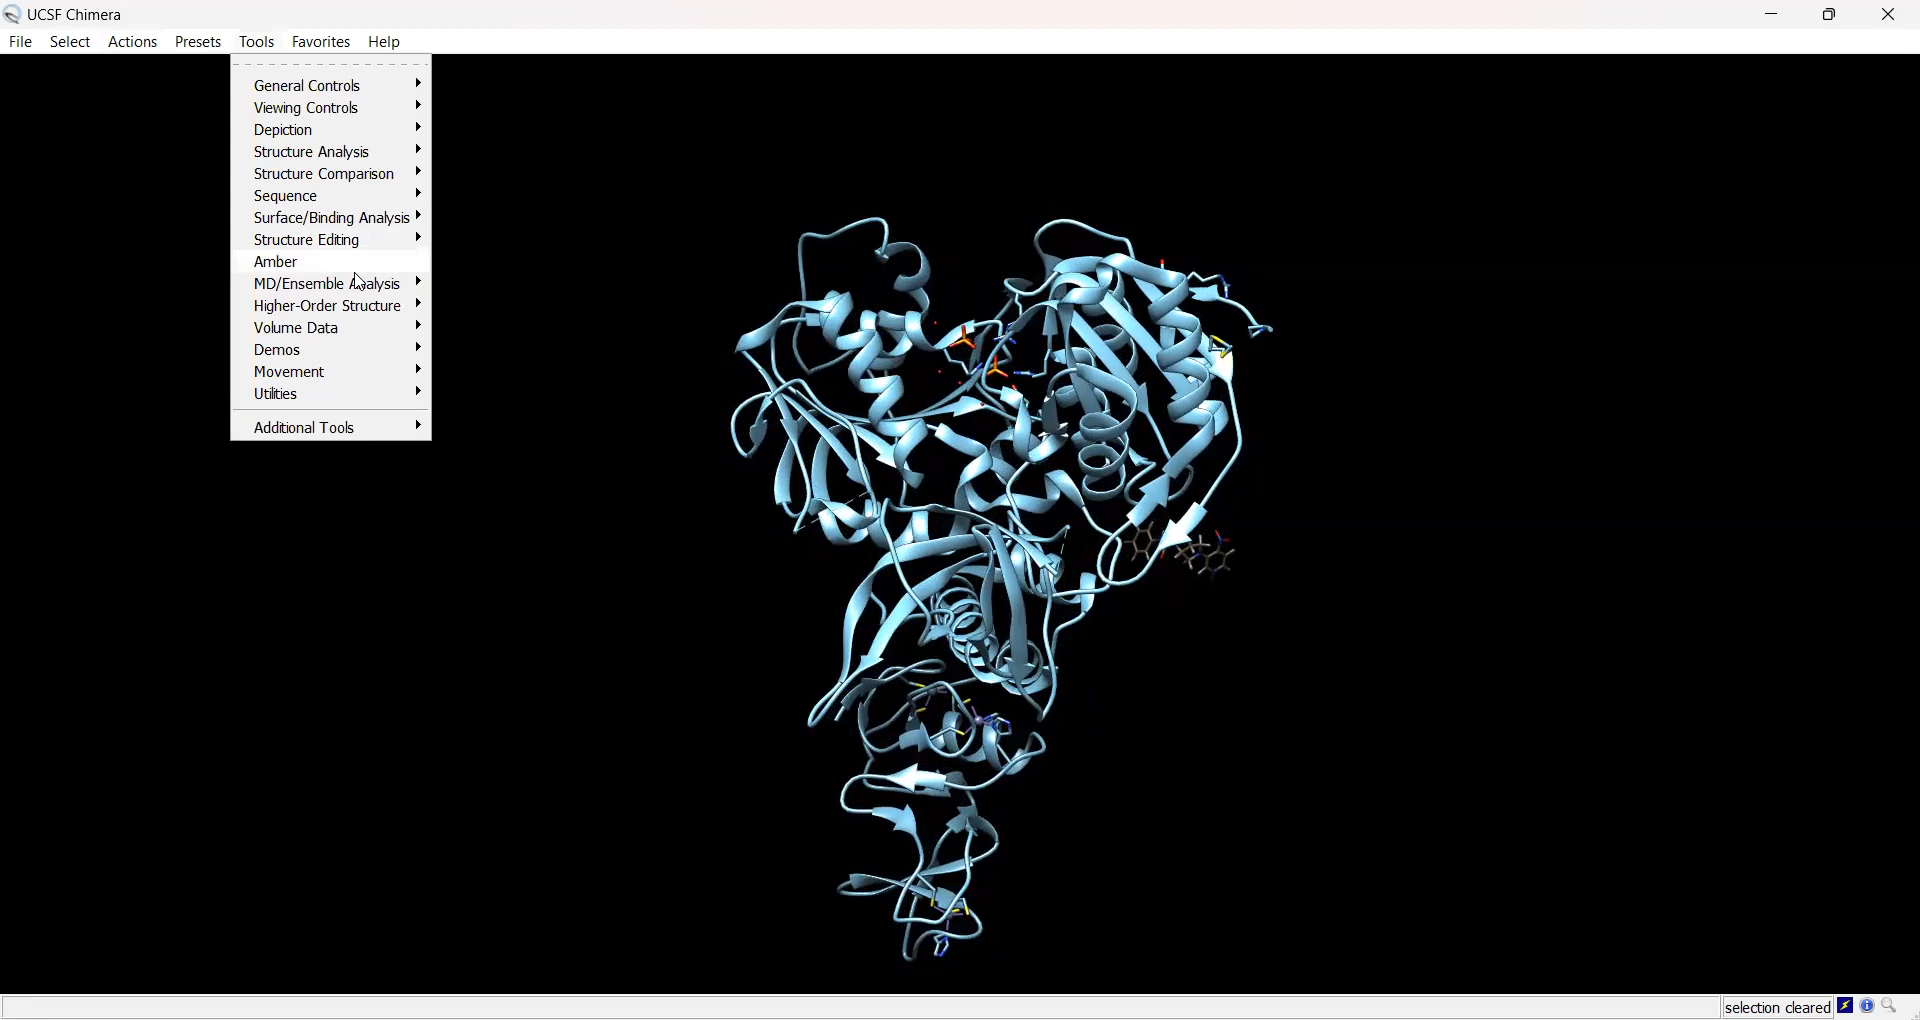 UCSF Chimera
File Select Actions Presets Tools Favorites Help
General Controls
Viewing Controls
Depiction
Structure Analysis
Structure Comparison
Sequence
Surface/Binding Analysis
Structure Editing
Amber
MD/Ensemble Analysis
Higher-Order Structure
Volume Data
Demos
Movement
Utilities
Additional Tools
selection cleared